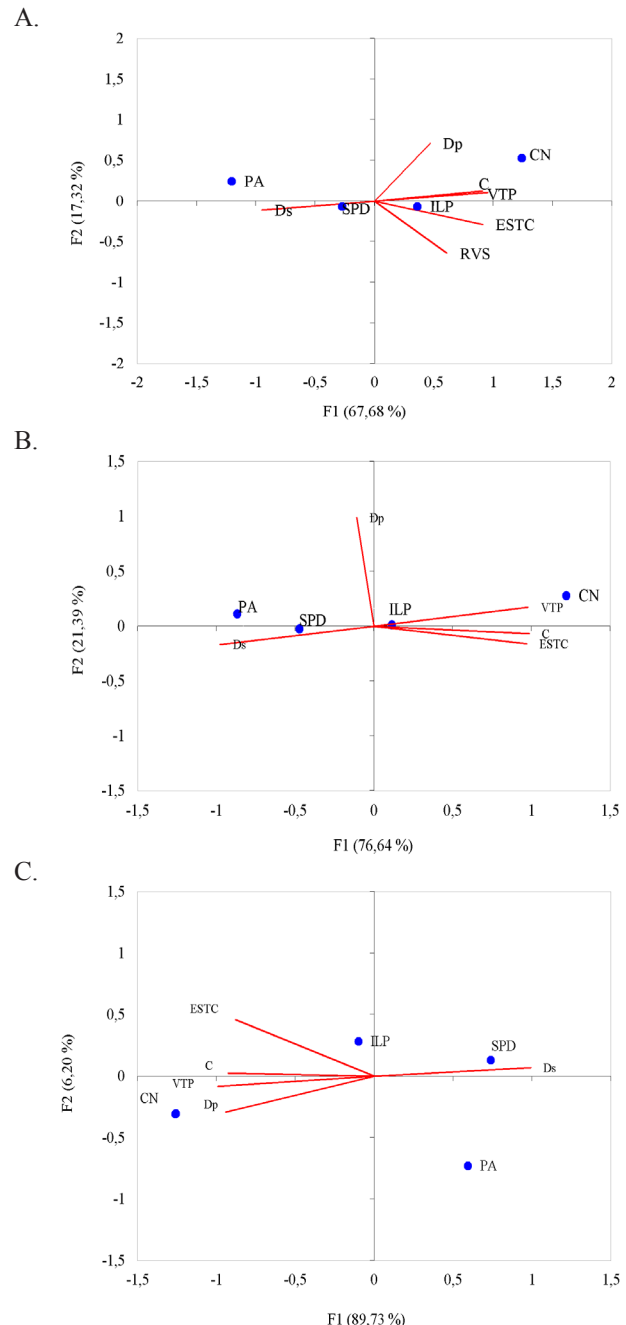 A.
2
1,5
Dp
CN
1
0,5
PA
C
VTP
0
Ds
SPD
ILP
ESTC
-0,5
RVS
-1
-1,5
-2
-2
-1,5
-1
-0,5
0
0,5
1
1,5
2
F2 (17,32 %)
F1 (67,68 %)
B.
1,5
1
Dp
0,5
PA
SPD
ILP
VTP
CN
0
Ds
C
ESTC
-0,5
-1
-1,5
-1,5
-1
-0,5
0
0,5
1
1,5
F2 (21,39 %)
F1 (76,64 %)
C.
1,5
1
ESTC
0,5
ILP
SPD
C
0
VTP
Ds
CN
Dp
-0,5
PA
-1
-1,5
-1,5
-1
-0,5
0
0,5
1
1,5
F2 (6,20 %)
F1 (89,73 %)